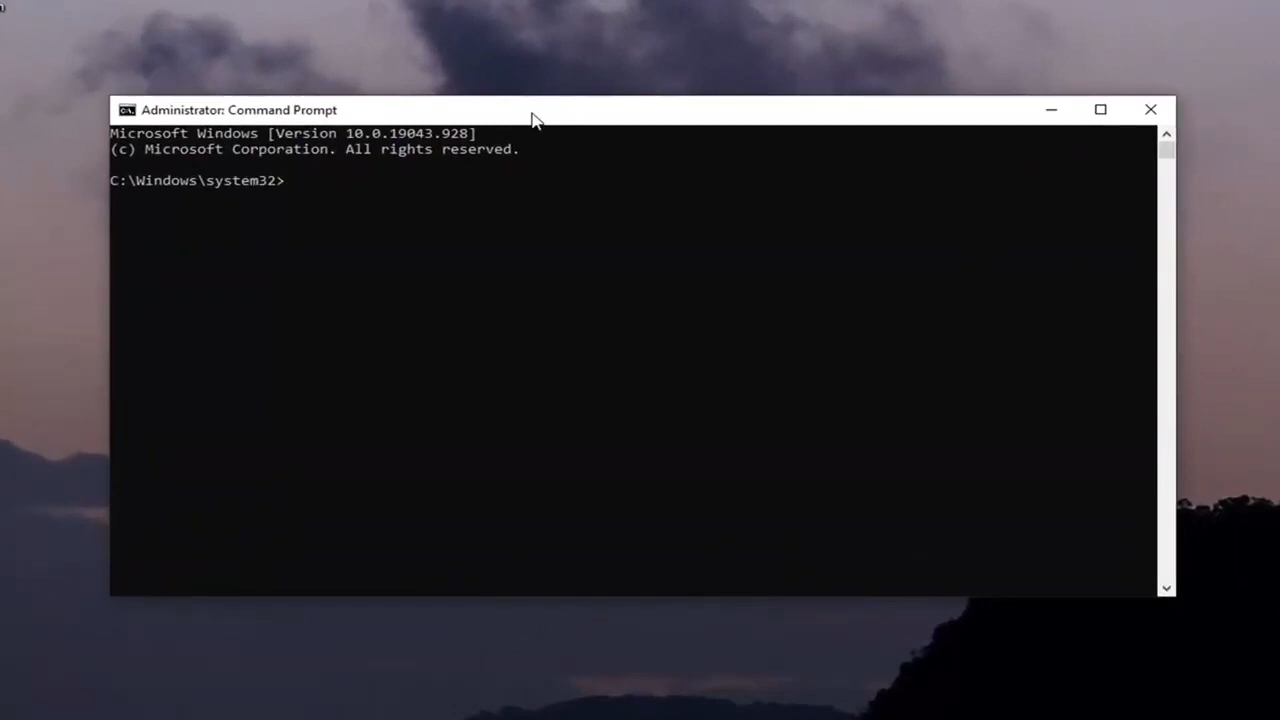 Administrator: Command Prompt
Microsoft Windows [Version 10.0.19043.928]
(c) Microsoft Corporation. All rights reserved.
C:\Windows\system32>